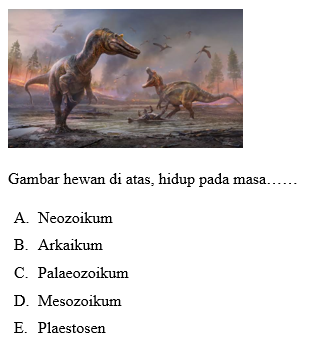 Gambar hewan di atas, hidup pada masa……
A. Neozoikum
B. Arkaikum
C. Palaeozoikum
D. Mesozoikum
E. Plaestosen